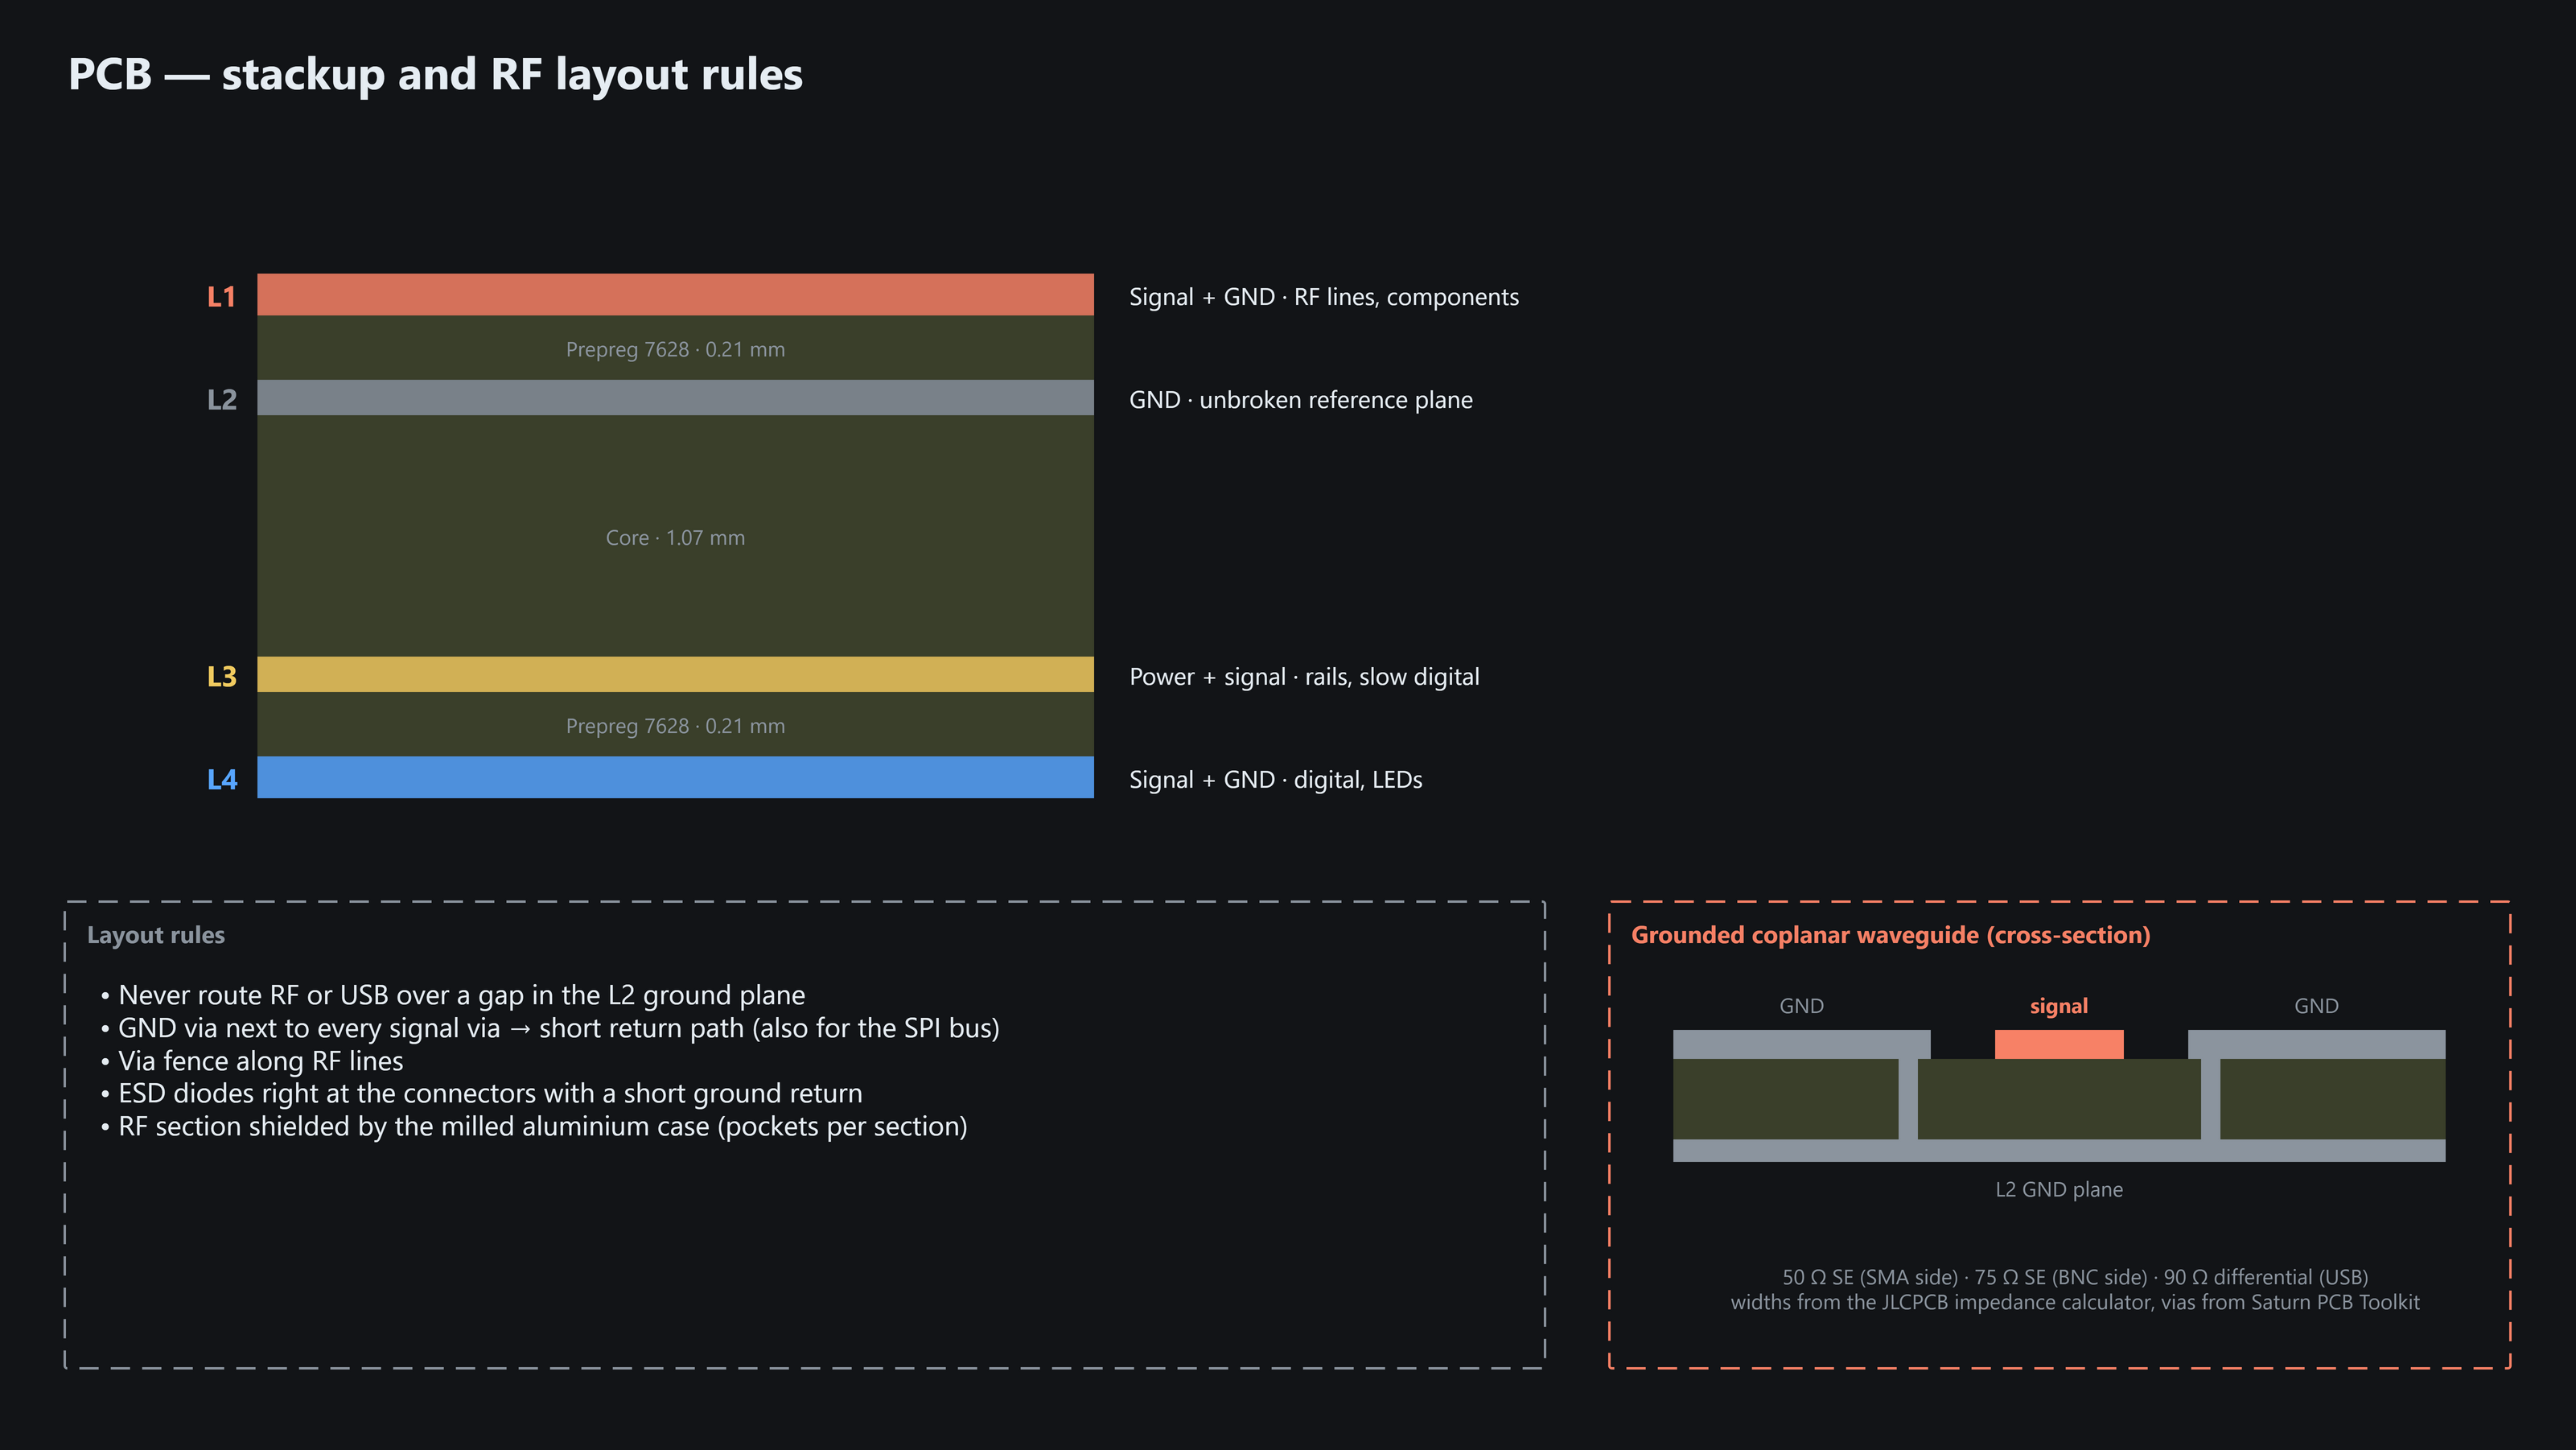 PCB — stackup and RF layout rules
L1
Signal + GND · RF lines, components
Prepreg 7628 · 0.21 mm
L2
GND · unbroken reference plane
Core · 1.07 mm
L3
Power + signal · rails, slow digital
Prepreg 7628 · 0.21 mm
L4
Signal + GND · digital, LEDs
Layout rules
• Never route RF or USB over a gap in the L2 ground plane
• GND via next to every signal via → short return path (also for the SPI bus)
• Via fence along RF lines
• ESD diodes right at the connectors with a short ground return
• RF section shielded by the milled aluminium case (pockets per section)
Grounded coplanar waveguide (cross-section)
GND
signal
GND
L2 GND plane
50 Ω SE (SMA side) · 75 Ω SE (BNC side) · 90 Ω differential (USB)
widths from the JLCPCB impedance calculator, vias from Saturn PCB Toolkit